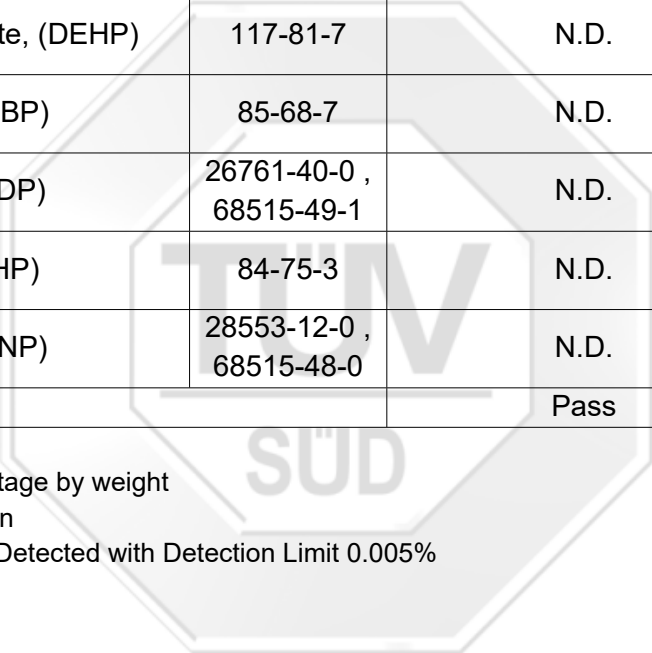 te, (DEHP) 117-81-7 N.D.
BP) 85-68-7 N.D.
DP) 26761-40-0 , N.D.
68515-49-1
HP) 84-75-3 N.D.
NP) 28553-12-0 , N.D.
68515-48-0
Pass
TÜV
SÜD
tage by weight
n
Detected with Detection Limit 0.005%